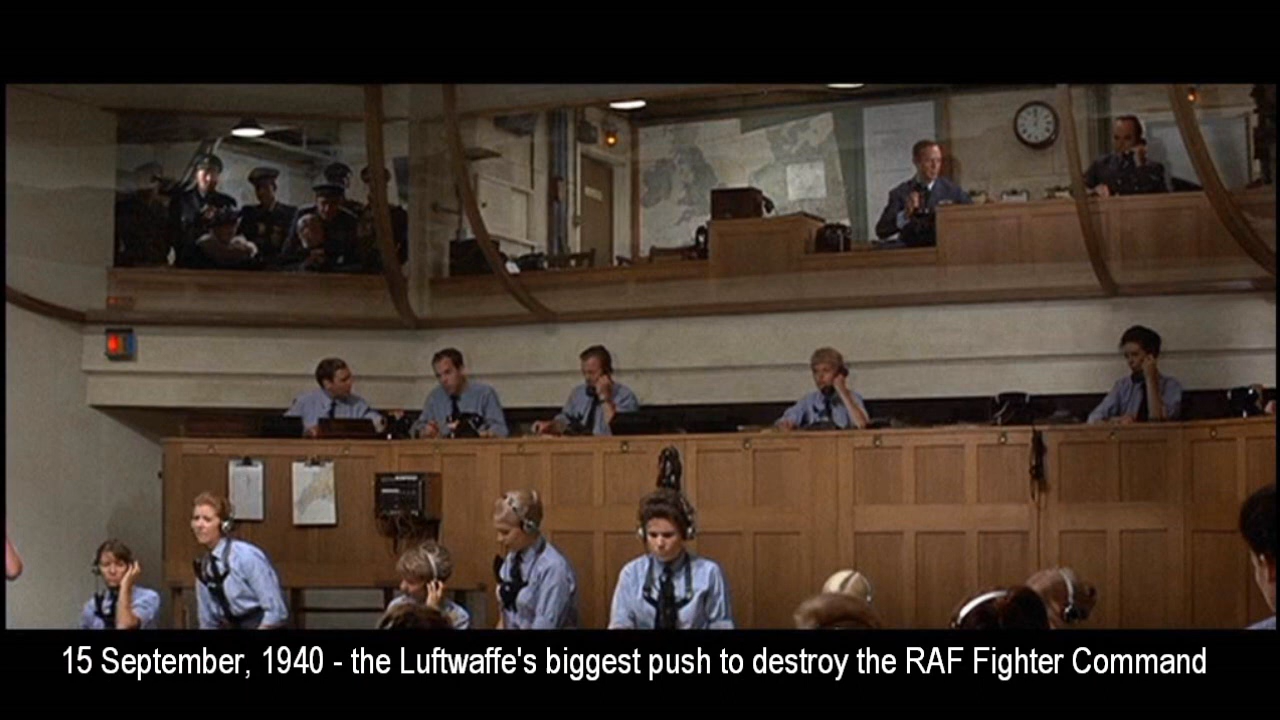 15 September, 1940 - the Luftwaffe's biggest push to destroy the RAF Fighter Command